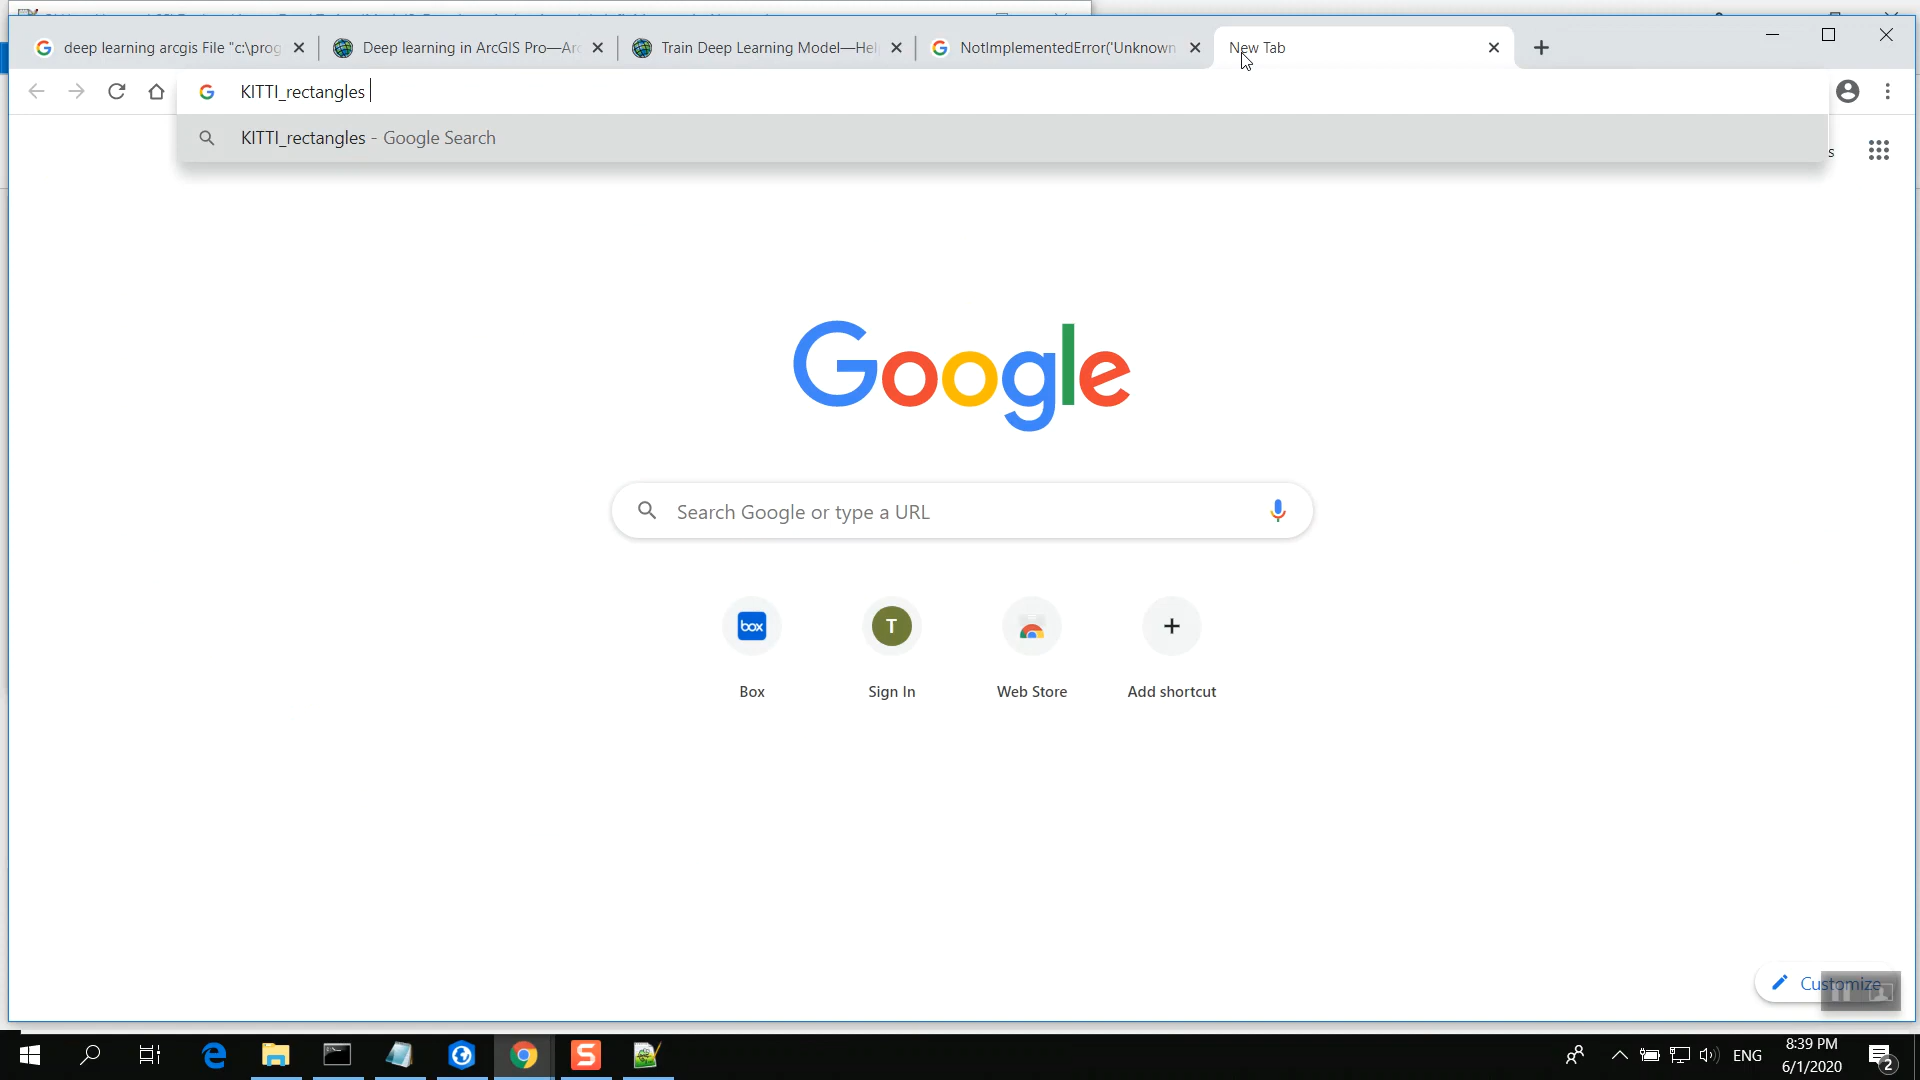 deep learning arcgis File "c:\prog
Deep learning in ArcGIS Pro—Arc
Train Deep Learning Model—Hel
NotImplementedError('Unknown
New Tab
KITTI_rectangles
KITTI_rectangles - Google Search
s
Google
Search Google or type a URL
box
T
Box
Sign In
Web Store
Add shortcut
Customize
S
ENG
8:39 PM
6/1/2020
2